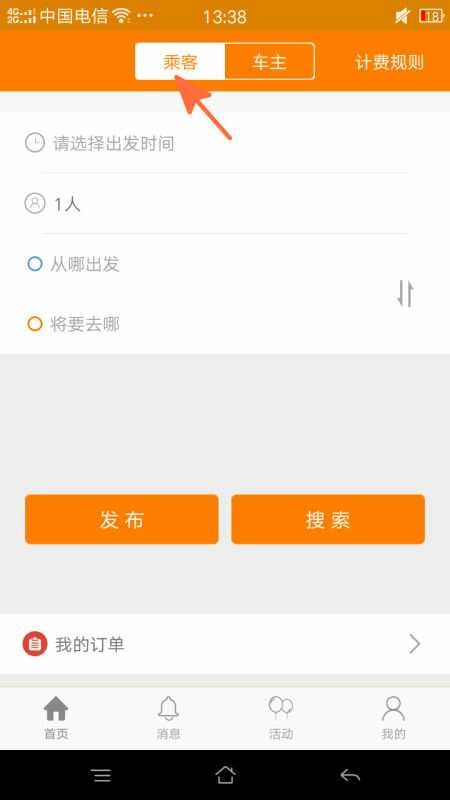 4G 中国电信 13:38 18
2G
乘客 车主 计费规则
请选择出发时间
1人
从哪出发
将要去哪
发布 搜索
我的订单
首页 消息 活动 我的